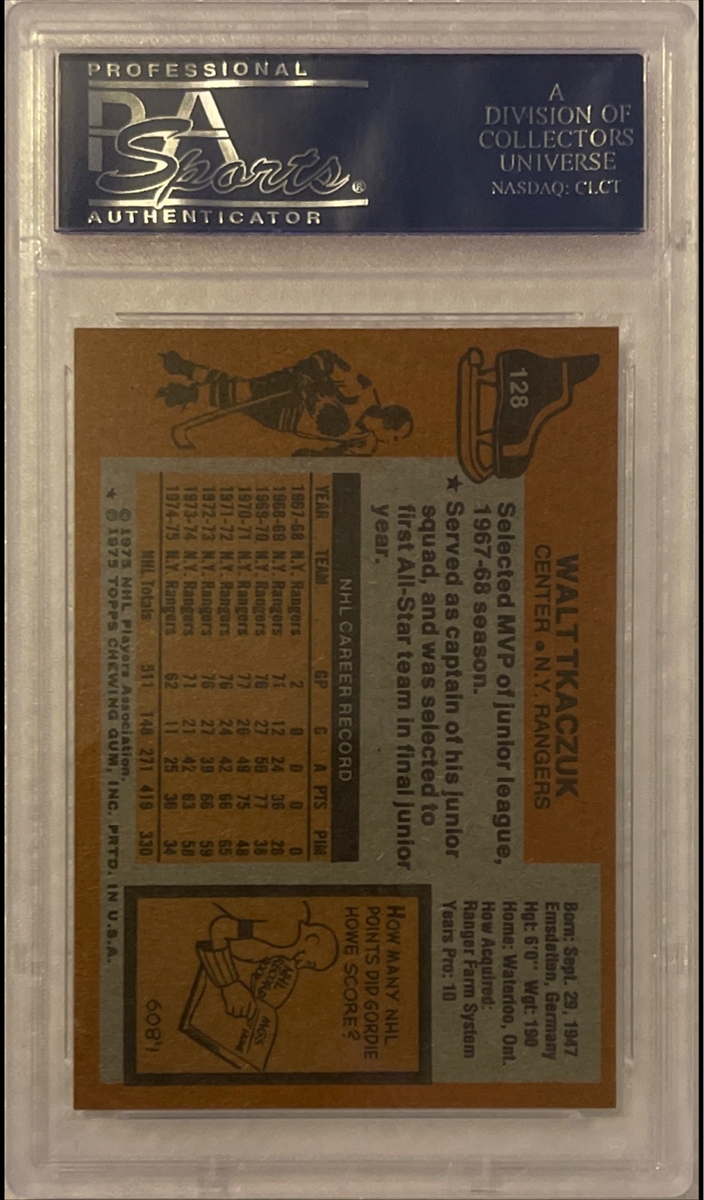 PROFESSIONAL
PSA
Sports®
AUTHENTICATOR
A
DIVISION OF
COLLECTORS
UNIVERSE
NASDAQ: CLCT
128
WALT TKACZUK
CENTER • N.Y. RANGERS
Selected MVP of junior league,
1967-68 season.
★ Served as captain of his junior
squad, and was selected to
first All-Star team in final junior
year.
Born: Sept. 29, 1947
Emsdetten, Germany
Hgt: 6'0" Wgt: 190
Home: Waterloo, Ont.
How Acquired:
Ranger Farm System
Years Pro: 10
NHL CAREER RECORD
YEAR TEAM GP G A PTS PIM
1967-68 N.Y. Rangers 2 0 0 0 0
1968-69 N.Y. Rangers 71 12 24 36 28
1969-70 N.Y. Rangers 76 27 50 77 38
1970-71 N.Y. Rangers 77 26 49 75 48
1971-72 N.Y. Rangers 76 24 42 66 65
1972-73 N.Y. Rangers 76 27 39 66 59
1973-74 N.Y. Rangers 71 21 42 63 58
1974-75 N.Y. Rangers 62 11 25 36 34
NHL Totals 511 148 271 419 330
HOW MANY NHL
POINTS DID GORDIE
HOWE SCORE?
NHL
1,809
© 1975 NHL Players Association.
★ © 1975 TOPPS CHEWING GUM, INC. PRTD. IN U.S.A.